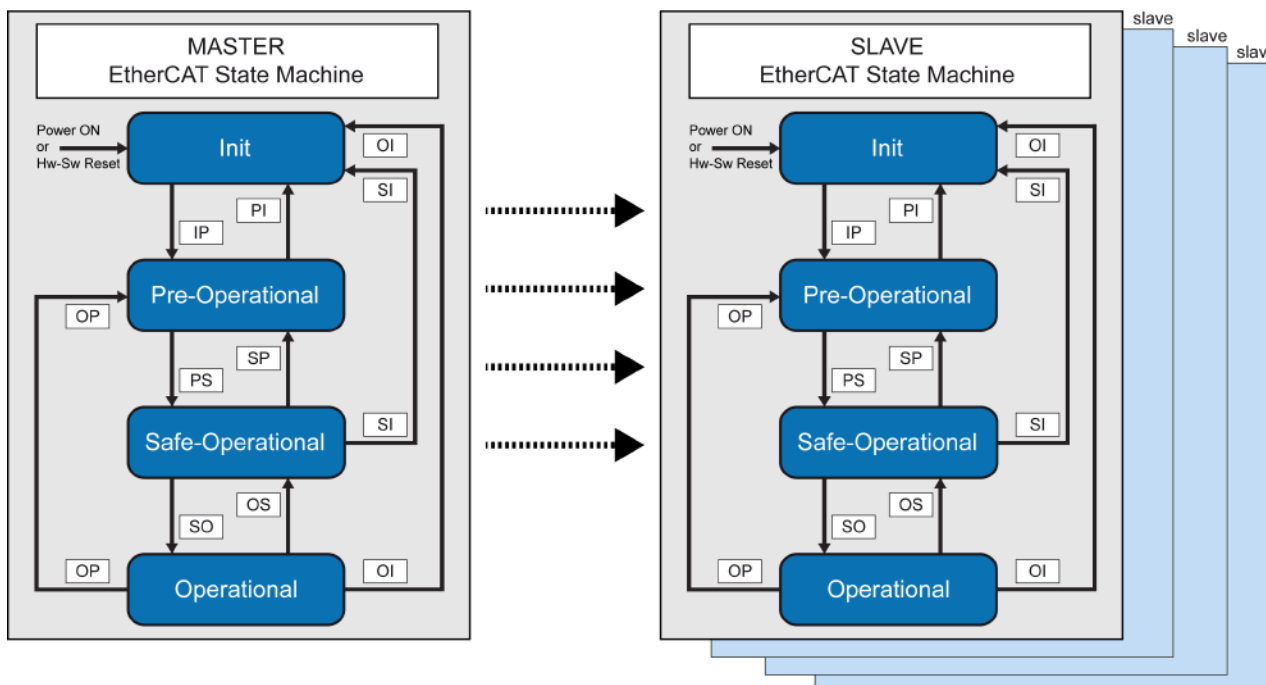 MASTER
EtherCAT State Machine
Power ON
or
Hw-Sw Reset
Init
OI
SI
PI
IP
Pre-Operational
OP
SP
PS
Safe-Operational
SI
OS
SO
OP
Operational
OI
SLAVE
EtherCAT State Machine
Power ON
or
Hw-Sw Reset
Init
OI
SI
PI
IP
Pre-Operational
OP
SP
PS
Safe-Operational
SI
OS
SO
OP
Operational
OI
slave
slave
slav